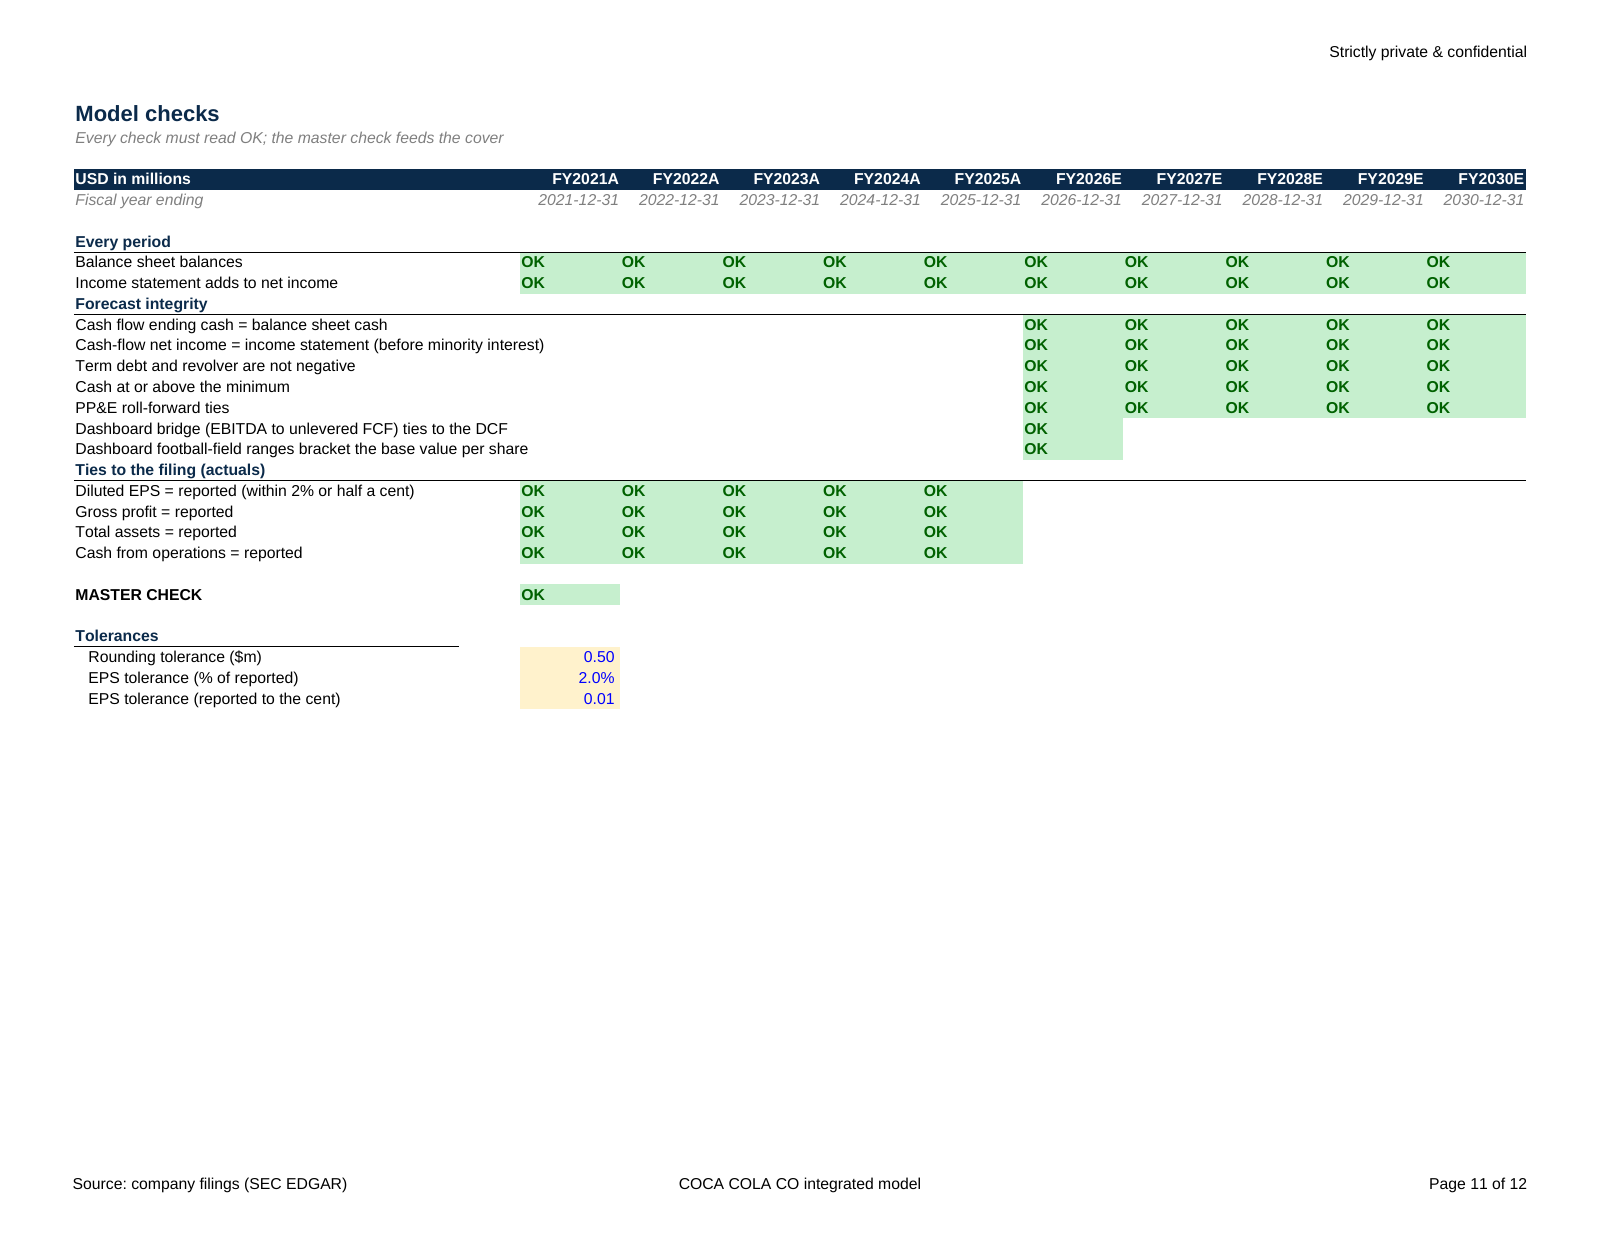 Strictly private & confidential
Model checks
Every check must read OK; the master check feeds the cover
USD in millions FY2021A FY2022A FY2023A FY2024A FY2025A FY2026E FY2027E FY2028E FY2029E FY2030E
Fiscal year ending 2021-12-31 2022-12-31 2023-12-31 2024-12-31 2025-12-31 2026-12-31 2027-12-31 2028-12-31 2029-12-31 2030-12-31
Every period
Balance sheet balances OK OK OK OK OK OK OK OK OK OK
Income statement adds to net income OK OK OK OK OK OK OK OK OK OK
Forecast integrity
Cash flow ending cash = balance sheet cash OK OK OK OK OK
Cash-flow net income = income statement (before minority interest) OK OK OK OK OK
Term debt and revolver are not negative OK OK OK OK OK
Cash at or above the minimum OK OK OK OK OK
PP&E roll-forward ties OK OK OK OK OK
Dashboard bridge (EBITDA to unlevered FCF) ties to the DCF OK
Dashboard football-field ranges bracket the base value per share OK
Ties to the filing (actuals)
Diluted EPS = reported (within 2% or half a cent) OK OK OK OK OK
Gross profit = reported OK OK OK OK OK
Total assets = reported OK OK OK OK OK
Cash from operations = reported OK OK OK OK OK
MASTER CHECK OK
Tolerances
Rounding tolerance ($m) 0.50
EPS tolerance (% of reported) 2.0%
EPS tolerance (reported to the cent) 0.01
Source: company filings (SEC EDGAR) COCA COLA CO integrated model Page 11 of 12